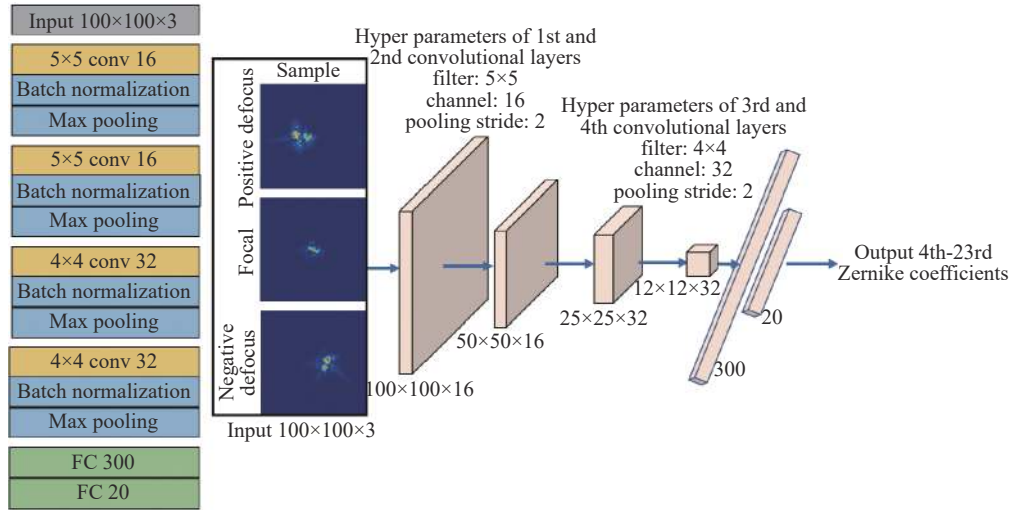 Input 100×100×3
5×5 conv 16
Batch normalization
Max pooling
5×5 conv 16
Batch normalization
Max pooling
4×4 conv 32
Batch normalization
Max pooling
4×4 conv 32
Batch normalization
Max pooling
FC 300
FC 20
Sample
Positive defocus
Focal
Negative
defocus
Input 100×100×3
Hyper parameters of 1st and
2nd convolutional layers
filter: 5×5
channel: 16
pooling stride: 2
Hyper parameters of 3rd and
4th convolutional layers
filter: 4×4
channel: 32
pooling stride: 2
100×100×16
50×50×16
25×25×32
12×12×32
300
20
Output 4th-23rd
Zernike coefficients